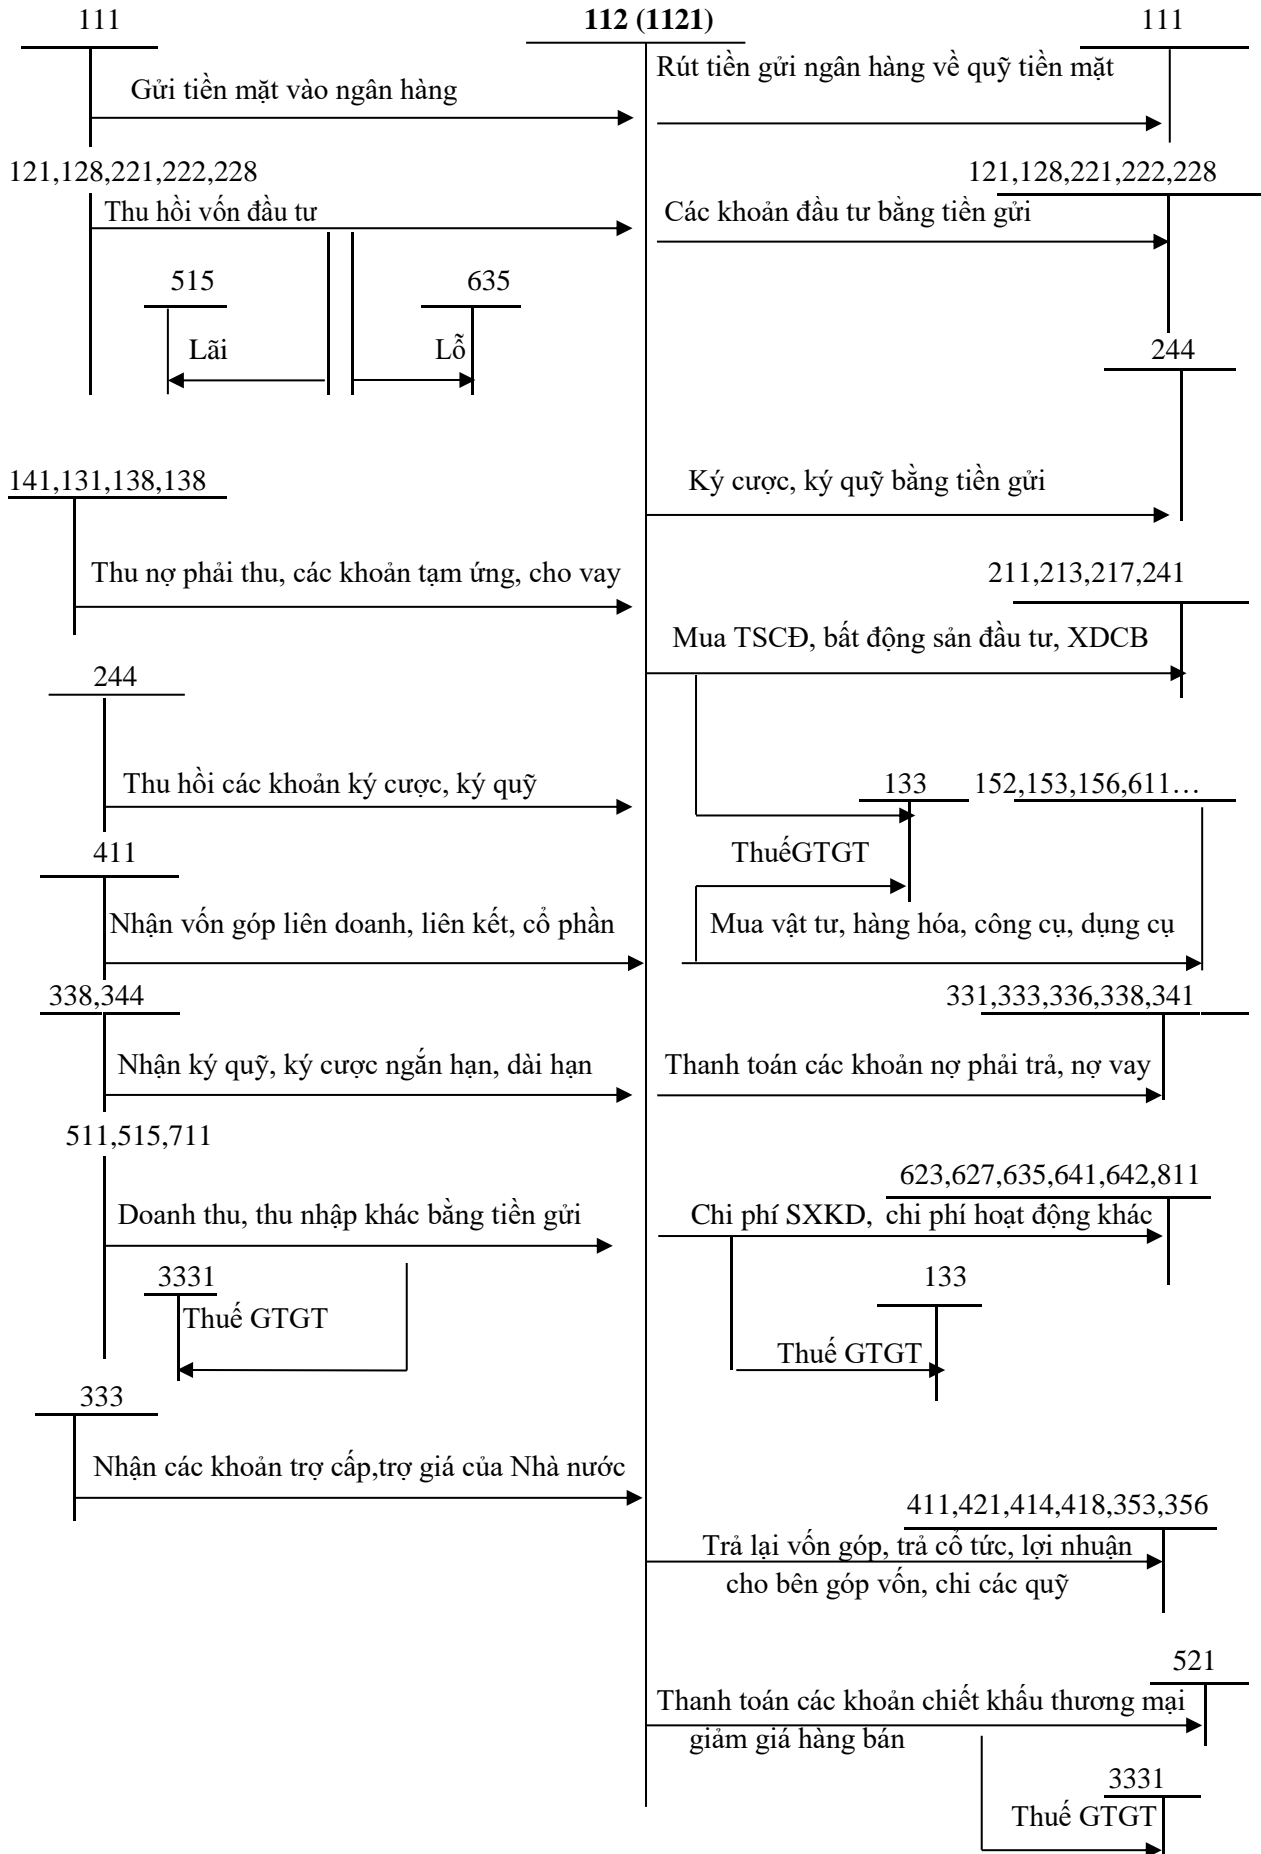 111
112 (1121)
111
Gửi tiền mặt vào ngân hàng
Rút tiền gửi ngân hàng về quỹ tiền mặt
121,128,221,222,228
121,128,221,222,228
Thu hồi vốn đầu tư
Các khoản đầu tư bằng tiền gửi
515
635
Lãi
Lỗ
244
141,131,138,138
Ký cược, ký quỹ bằng tiền gửi
Thu nợ phải thu, các khoản tạm ứng, cho vay
211,213,217,241
Mua TSCĐ, bất động sản đầu tư, XDCB
244
Thu hồi các khoản ký cược, ký quỹ
133
152,153,156,611…
ThuếGTGT
411
Nhận vốn góp liên doanh, liên kết, cổ phần
Mua vật tư, hàng hóa, công cụ, dụng cụ
338,344
331,333,336,338,341
Nhận ký quỹ, ký cược ngắn hạn, dài hạn
Thanh toán các khoản nợ phải trả, nợ vay
511,515,711
623,627,635,641,642,811
Doanh thu, thu nhập khác bằng tiền gửi
Chi phí SXKD, chi phí hoạt động khác
3331
133
Thuế GTGT
Thuế GTGT
333
Nhận các khoản trợ cấp,trợ giá của Nhà nước
411,421,414,418,353,356
Trả lại vốn góp, trả cổ tức, lợi nhuận
cho bên góp vốn, chi các quỹ
521
Thanh toán các khoản chiết khấu thương mại
giảm giá hàng bán
3331
Thuế GTGT